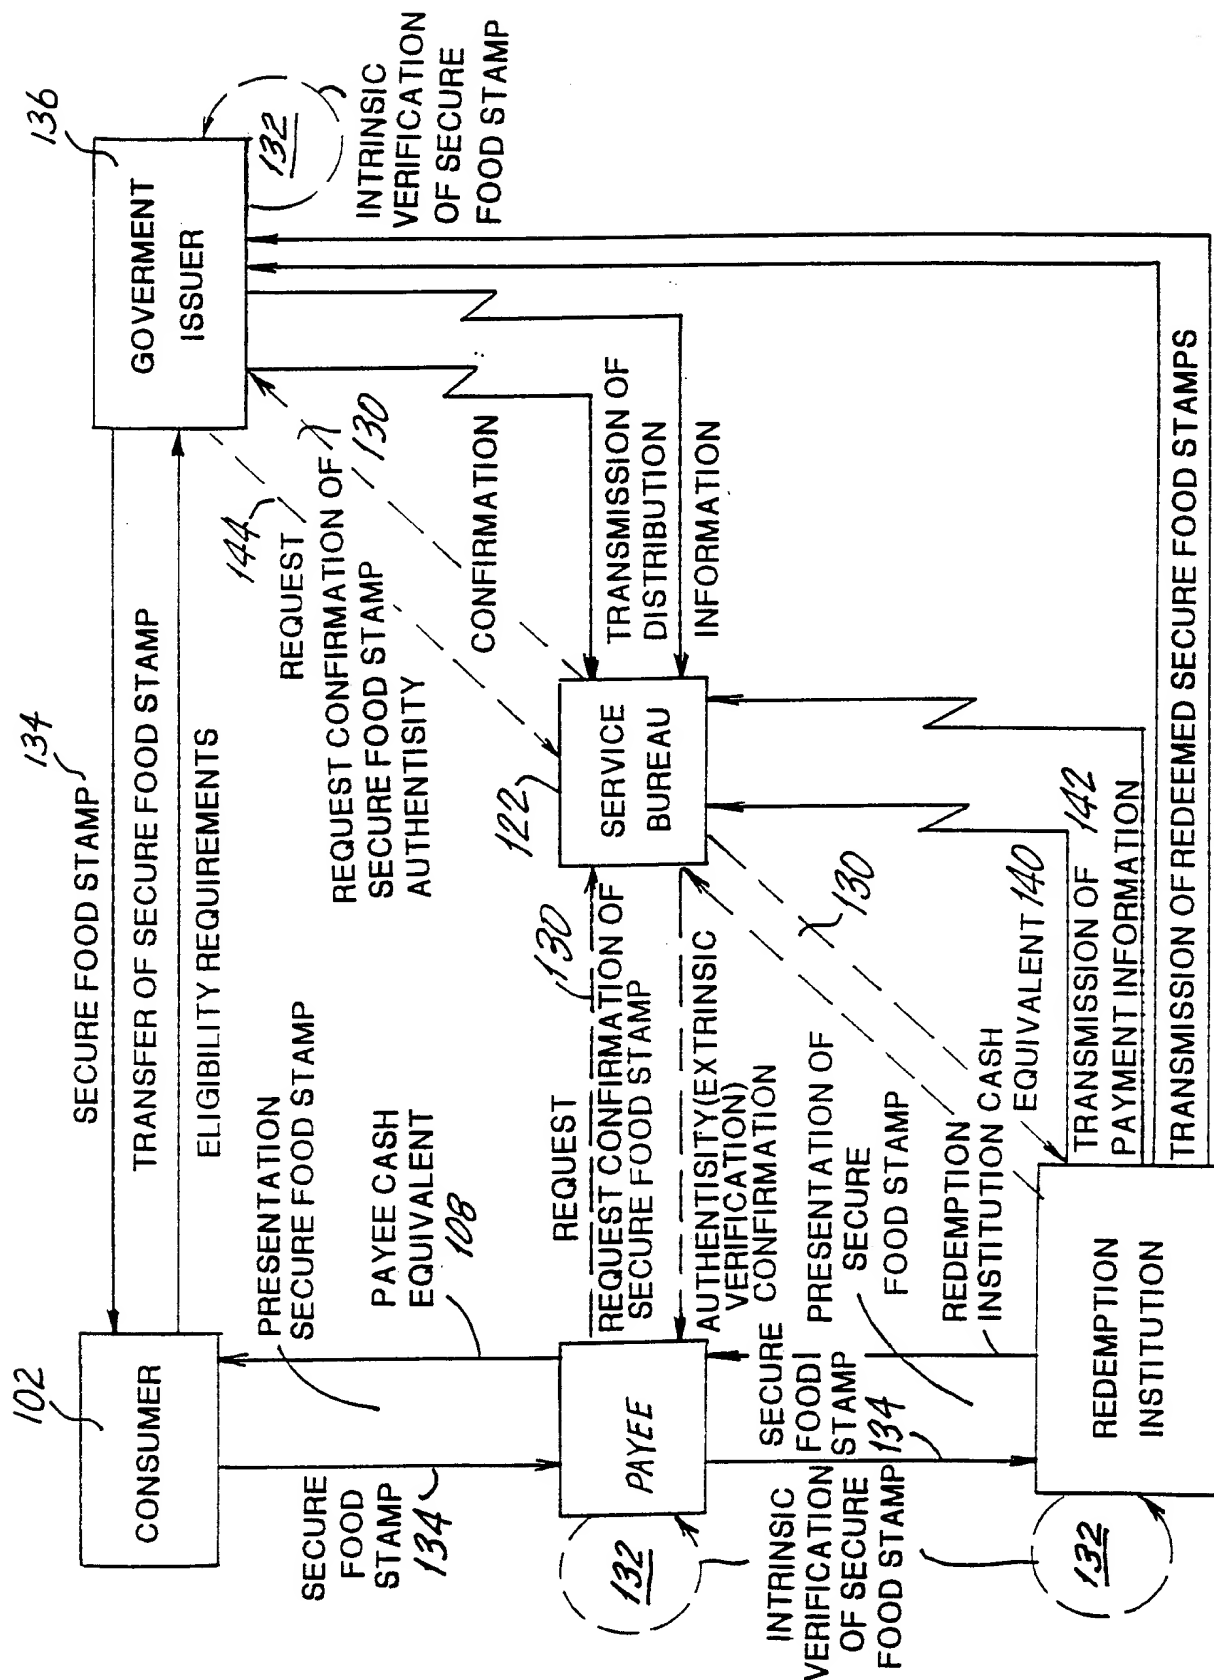 SECURE FOOD STAMP 134
TRANSFER OF SECURE FOOD STAMP
ELIGIBILITY REQUIREMENTS
102
CONSUMER
136
GOVERMENT
ISSUER
132
INTRINSIC
VERIFICATION
OF SECURE
FOOD STAMP
PRESENTATION
SECURE FOOD STAMP
PAYEE CASH
EQUIVALENT
108
SECURE
FOOD
STAMP
134
144
REQUEST
REQUEST CONFIRMATION OF
SECURE FOOD STAMP
AUTHENTISITY
130
CONFIRMATION
TRANSMISSION OF
DISTRIBUTION
INFORMATION
122
SERVICE
BUREAU
130
REQUEST
REQUEST CONFIRMATION OF
SECURE FOOD STAMP
AUTHENTISITY(EXTRINSIC
VERIFICATION)
CONFIRMATION
PAYEE
132
INTRINSIC
VERIFICATION
OF SECURE
FOOD STAMP
SECURE
FOOD
STAMP
134
PRESENTATION OF
SECURE
FOOD STAMP
REDEMPTION
INSTITUTION CASH
EQUIVALENT 140
130
TRANSMISSION OF
PAYMENT INFORMATION
142
TRANSMISSION OF REDEEMED SECURE FOOD STAMPS
REDEMPTION
INSTITUTION
132